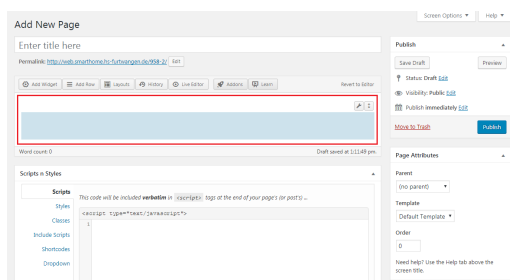 Screen Options ▼
Help ▼
Add New Page
Enter title here
Permalink: http://web.smarthome.hs-furtwangen.de/958-2/ Edit
Add Widget
Add Row
Layouts
History
Live Editor
Addons
Learn
Revert to Editor
Word count: 0
Draft saved at 1:11:49 pm.
Scripts n Styles
Scripts
Styles
Classes
Include Scripts
Shortcodes
Dropdown
This code will be included verbatim in <script> tags at the end of your page's (or post's) ...
<script type="text/javascript">
1
Publish
Save Draft
Preview
Status: Draft Edit
Visibility: Public Edit
Publish immediately Edit
Move to Trash
Publish
Page Attributes
Parent
(no parent)
Template
Default Template
Order
0
Need help? Use the Help tab above the
screen title.